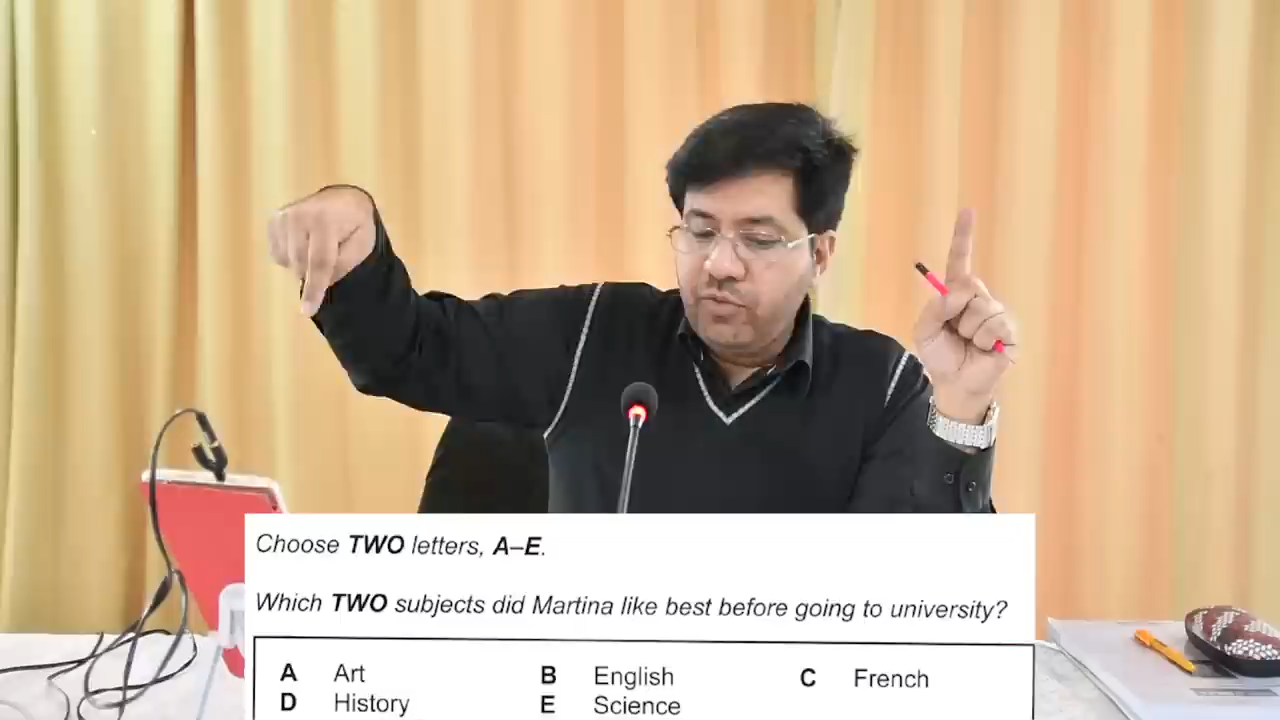 Choose TWO letters, A–E.
Which TWO subjects did Martina like best before going to university?
A Art B English C French
D History E Science